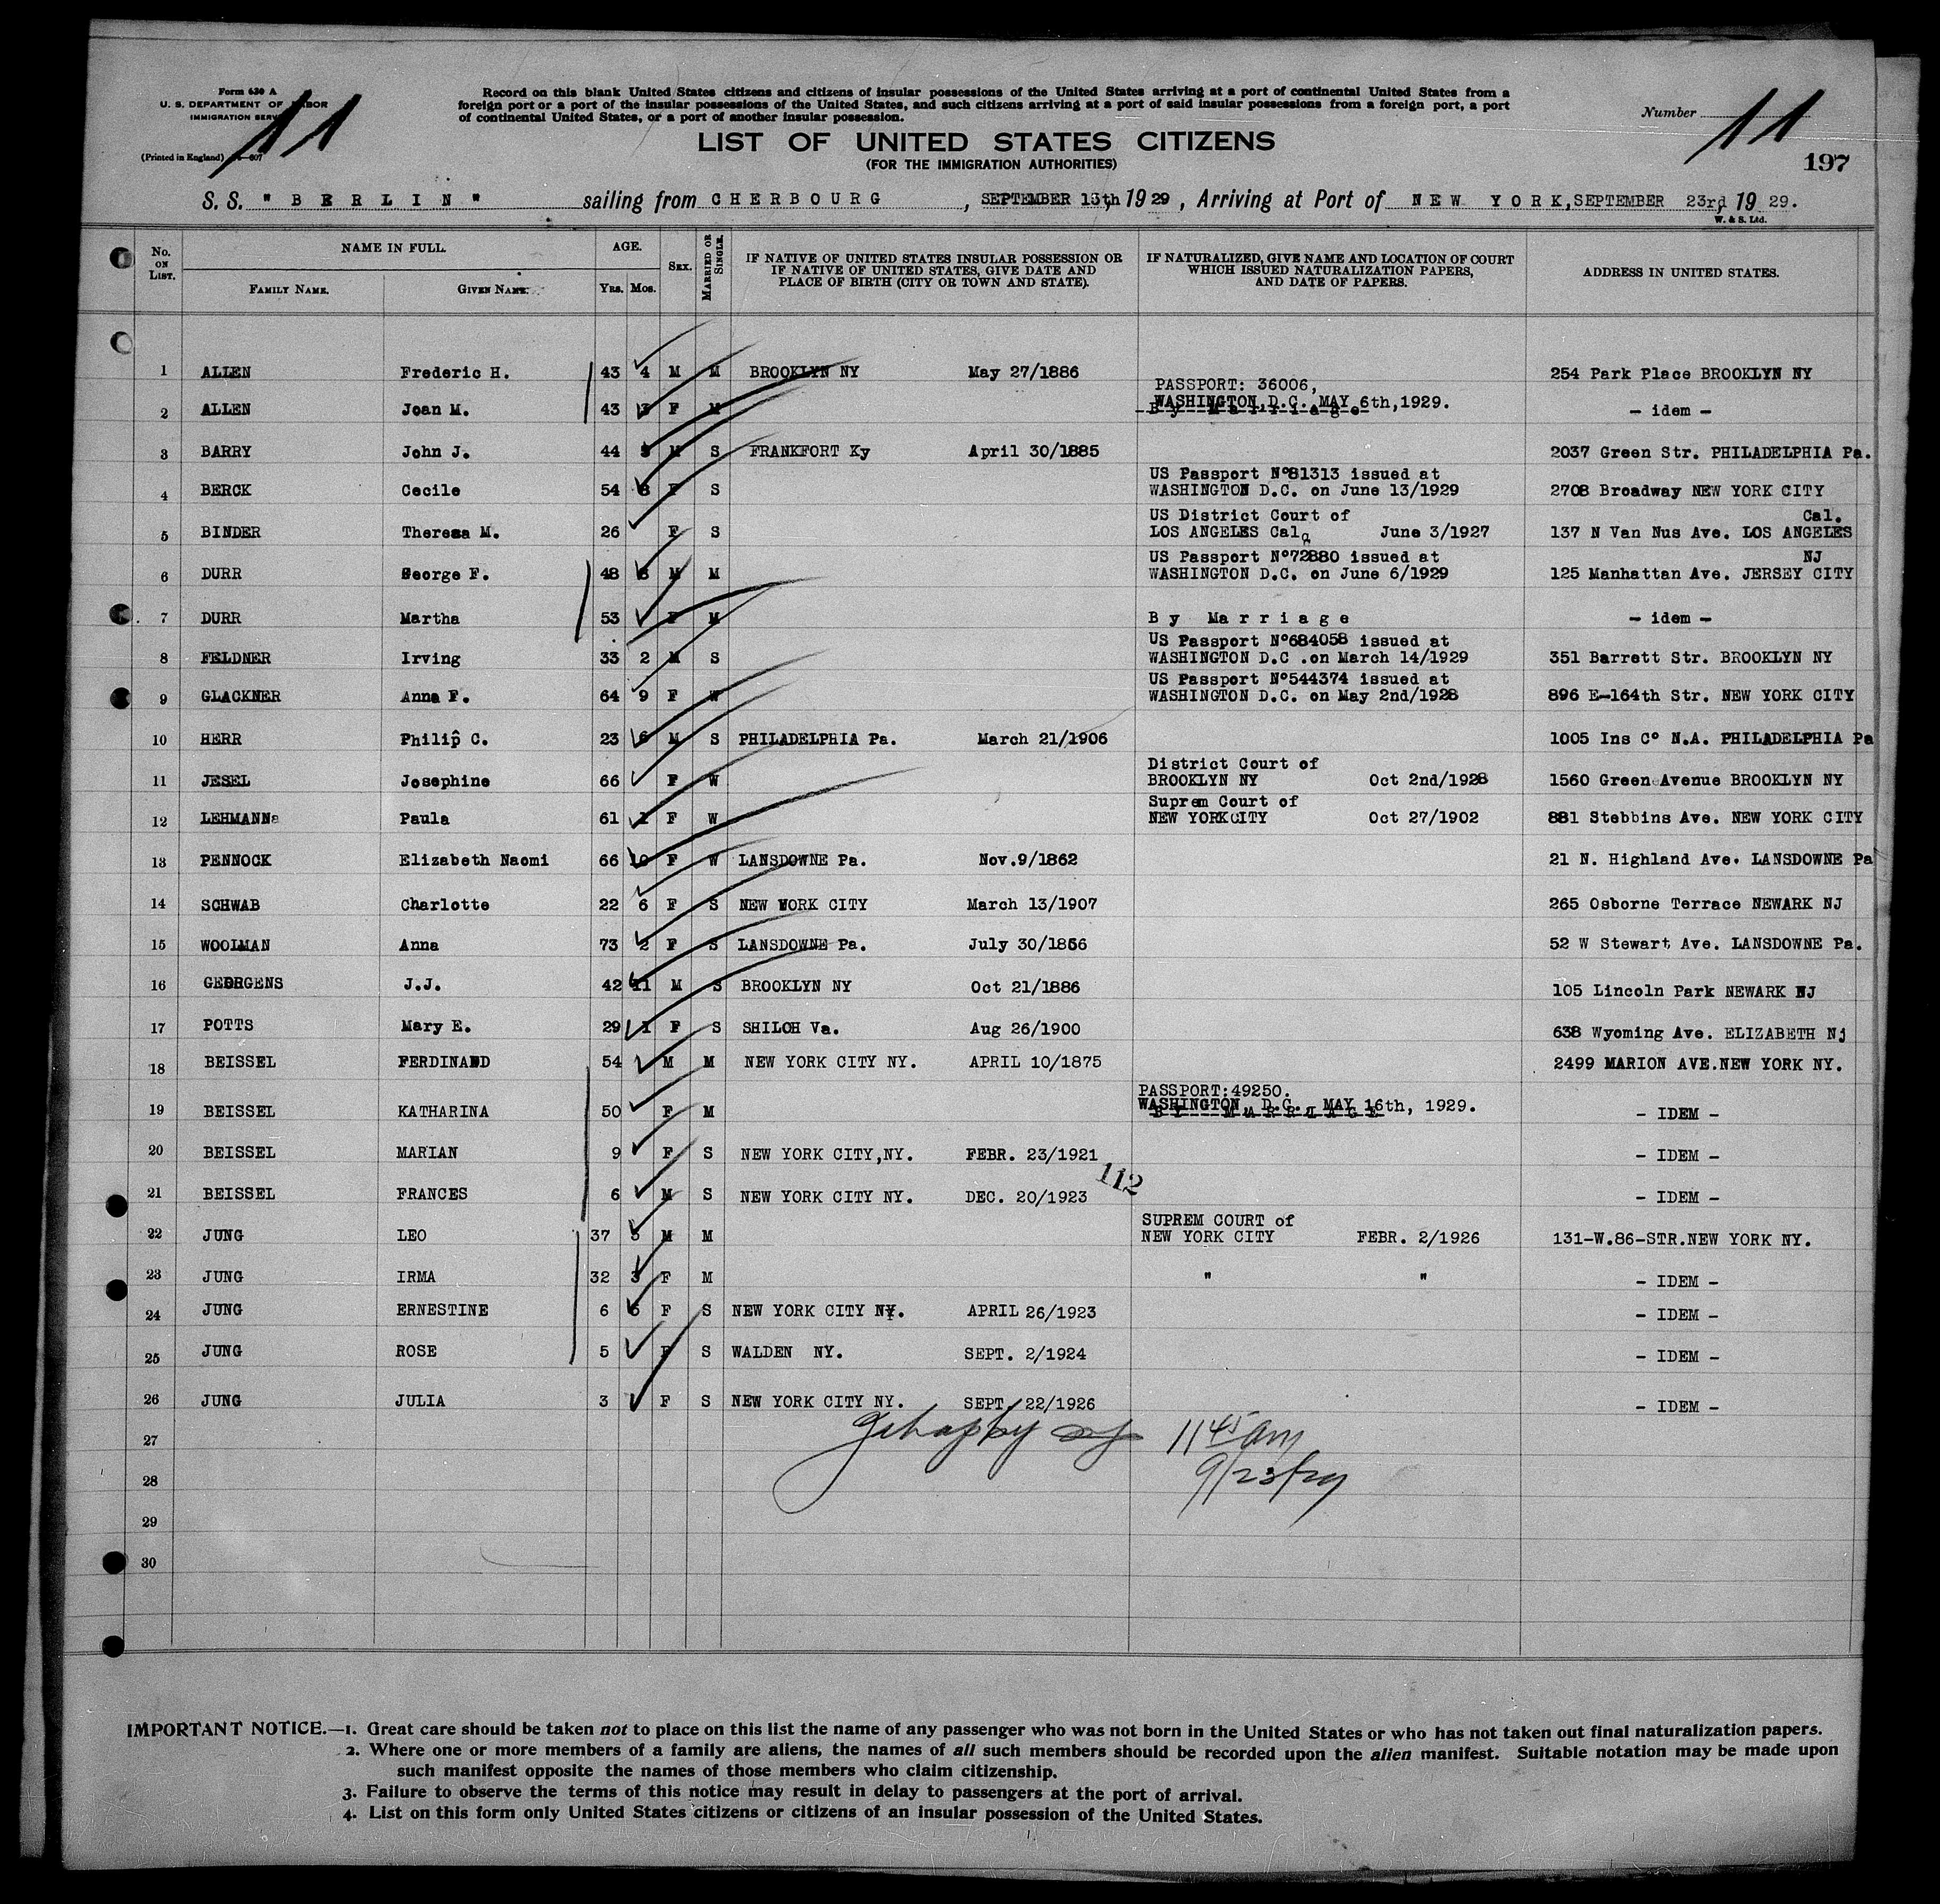 Form 630 A
U. S. DEPARTMENT OF LABOR
IMMIGRATION SERV
(Printed in England)
11
Record on this blank United States citizens and citizens of insular possessions of the United States arriving at a port of continental United States from a
foreign port or a port of the insular possessions of the United States, and such citizens arriving at a port of said insular possessions from a foreign port, a port
of continental United States, or a port of another insular possession.
Number 11
197
LIST OF UNITED STATES CITIZENS
(FOR THE IMMIGRATION AUTHORITIES)
S. S. "BERLIN" sailing from CHERBOURG, SEPTEMBER 13th, 1929, Arriving at Port of NEW YORK, SEPTEMBER 23rd, 1929.
W. & S. Ltd.
No. ON LIST. NAME IN FULL. FAMILY NAME. GIVEN NAME. AGE. YRS. MOS. SEX. MARRIED OR SINGLE. IF NATIVE OF UNITED STATES INSULAR POSSESSION OR IF NATIVE OF UNITED STATES, GIVE DATE AND PLACE OF BIRTH (CITY OR TOWN AND STATE). IF NATURALIZED, GIVE NAME AND LOCATION OF COURT WHICH ISSUED NATURALIZATION PAPERS, AND DATE OF PAPERS. ADDRESS IN UNITED STATES.
1 ALLEN Frederic H. 43 4 M M BROOKLYN NY May 27/1886 254 Park Place BROOKLYN NY
PASSPORT: 36006,
WASHINGTON, D.C. MAY 6th, 1929.
2 ALLEN Joan M. 43 3 F M By Marriage - idem -
3 BARRY John J. 44 M S FRANKFORT Ky April 30/1885 2037 Green Str. PHILADELPHIA Pa.
US Passport N°81313 issued at
4 BERCK Cecile 54 8 F S WASHINGTON D.C. on June 13/1929 2708 Broadway NEW YORK CITY
US District Court of Cal.
5 BINDER Theresa M. 26 F S LOS ANGELES Cal. June 3/1927 137 N Van Nus Ave. LOS ANGELES
US Passport N°72880 issued at NJ
6 DURR George F. 48 M M WASHINGTON D.C. on June 6/1929 125 Manhattan Ave. JERSEY CITY
7 DURR Martha 53 F M By Marriage - idem -
US Passport N°684058 issued at
8 FELDNER Irving 33 2 M S WASHINGTON D.C .on March 14/1929 351 Barrett Str. BROOKLYN NY
US Passport N°544374 issued at
9 GLACKNER Anna F. 64 9 F W WASHINGTON D.C. on May 2nd/1928 896 E-164th Str. NEW YORK CITY
10 HERR Philip C. 23 6 M S PHILADELPHIA Pa. March 21/1906 1005 Ins C° N.A. PHILADELPHIA Pa
District Court of
11 JESEL Josephine 66 F W BROOKLYN NY Oct 2nd/1928 1560 Greene Avenue BROOKLYN NY
Suprem Court of
12 LEHMANN Paula 61 1 F W NEW YORK CITY Oct 27/1902 881 Stebbins Ave. NEW YORK CITY
13 PENNOCK Elizabeth Naomi 66 10 F W LANSDOWNE Pa. Nov.9/1862 21 N. Highland Ave. LANSDOWNE Pa
14 SCHWAB Charlotte 22 6 F S NEW YORK CITY March 13/1907 265 Osborne Terrace NEWARK NJ
15 WOOLMAN Anna 73 2 F S LANSDOWNE Pa. July 30/1856 52 W Stewart Ave. LANSDOWNE Pa.
16 GEORGENS J.J. 42 11 M S BROOKLYN NY Oct 21/1886 105 Lincoln Park NEWARK NJ
17 POTTS Mary E. 29 1 F S SHILOH Va. Aug 26/1900 638 Wyoming Ave. ELIZABETH Nj
18 BEISSEL FERDINAND 54 M M NEW YORK CITY NY. APRIL 10/1875 2499 MARION AVE.NEW YORK NY.
PASSPORT:49250.
WASHINGTON, D.C. MAY 16th, 1929.
19 BEISSEL KATHARINA 50 F M BY MARRIAGE - IDEM -
20 BEISSEL MARIAN 9 F S NEW YORK CITY,NY. FEBR. 23/1921 - IDEM -
112
21 BEISSEL FRANCES 6 M S NEW YORK CITY NY. DEC. 20/1923 - IDEM -
SUPREM COURT of
22 JUNG LEO 37 5 M M NEW YORK CITY FEBR. 2/1926 131-W.86-STR.NEW YORK NY.
23 JUNG IRMA 32 3 F M " " - IDEM -
24 JUNG ERNESTINE 6 5 F S NEW YORK CITY NY. APRIL 26/1923 - IDEM -
25 JUNG ROSE 5 F S WALDEN NY. SEPT. 2/1924 - IDEM -
26 JUNG JULIA 3 F S NEW YORK CITY NY. SEPT. 22/1926 - IDEM -
27 11 45 am
28 9/23/29
29
30
IMPORTANT NOTICE.—1. Great care should be taken not to place on this list the name of any passenger who was not born in the United States or who has not taken out final naturalization papers.
2. Where one or more members of a family are aliens, the names of all such members should be recorded upon the alien manifest. Suitable notation may be made upon
such manifest opposite the names of those members who claim citizenship.
3. Failure to observe the terms of this notice may result in delay to passengers at the port of arrival.
4. List on this form only United States citizens or citizens of an insular possession of the United States.